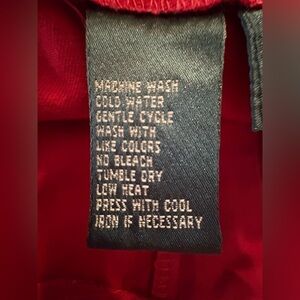 MACHINE WASH
COLD WATER
GENTLE CYCLE
WASH WITH
LIKE COLORS
NO BLEACH
TUMBLE DRY
LOW HEAT
PRESS WITH COOL
IRON IF NECESSARY